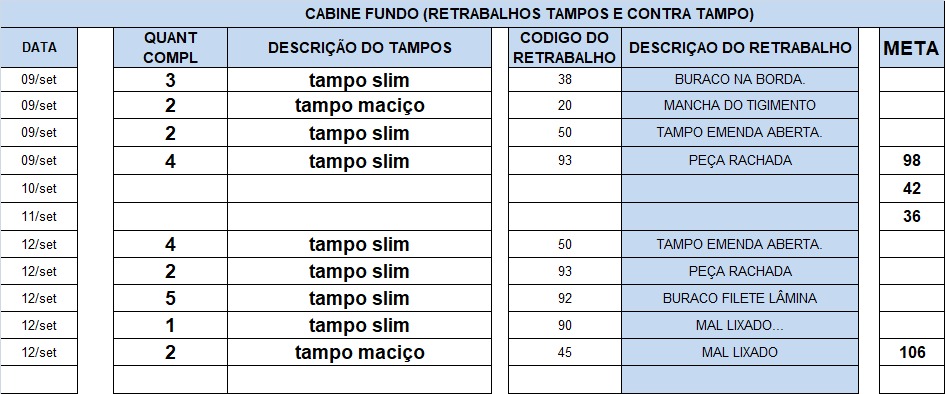 CABINE FUNDO (RETRABALHOS TAMPOS E CONTRA TAMPO)
DATA QUANT COMPL DESCRIÇÃO DO TAMPOS CODIGO DO RETRABALHO DESCRIÇAO DO RETRABALHO META
09/set 3 tampo slim 38 BURACO NA BORDA.
09/set 2 tampo maciço 20 MANCHA DO TIGIMENTO
09/set 2 tampo slim 50 TAMPO EMENDA ABERTA.
09/set 4 tampo slim 93 PEÇA RACHADA 98
10/set 42
11/set 36
12/set 4 tampo slim 50 TAMPO EMENDA ABERTA.
12/set 2 tampo slim 93 PEÇA RACHADA
12/set 5 tampo slim 92 BURACO FILETE LÂMINA
12/set 1 tampo slim 90 MAL LIXADO...
12/set 2 tampo maciço 45 MAL LIXADO 106